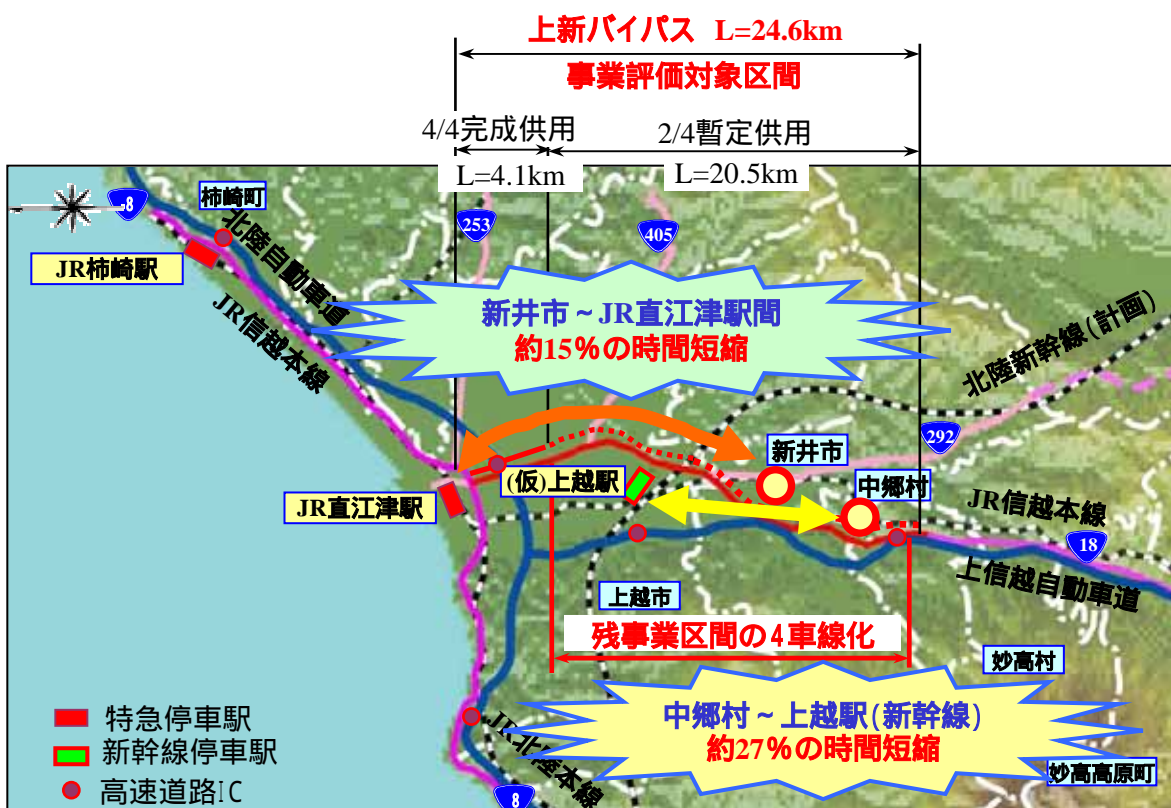 上新バイパス L=24.6km
事業評価対象区間
4/4完成供用
2/4暫定供用
L=4.1km
L=20.5km
8
柿崎町
253
405
北陸自動車道
JR柿崎駅
JR信越本線
新井市~JR直江津駅間
約15%の時間短縮
北陸新幹線(計画)
292
新井市
(仮)上越駅
中郷村
JR直江津駅
JR信越本線
18
上信越自動車道
上越市
残事業区間の4車線化
妙高村
中郷村~上越駅(新幹線)
約27%の時間短縮
特急停車駅
JR北陸本線
新幹線停車駅
妙高高原町
高速道路IC
8